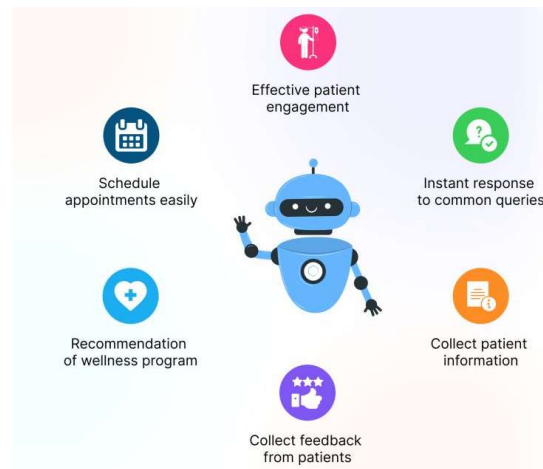 Effective patient
engagement
Schedule
appointments easily
Instant response
to common queries
Recommendation
of wellness program
Collect patient
information
Collect feedback
from patients